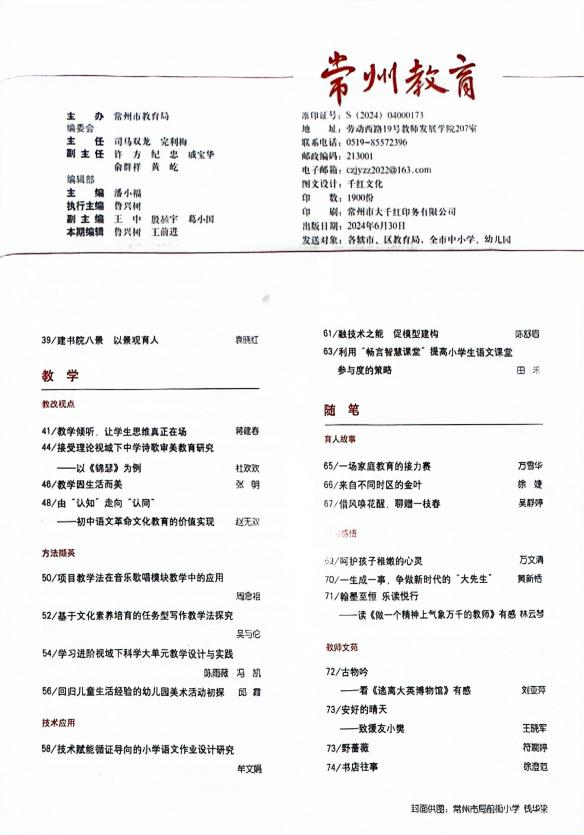 常州教育
主　办　常州市教育局
编委会
主　任　司马双龙　完利梅
副主任　许　方　纪　忠　戚宝华
俞群祥　黄　屹
编辑部
主　编　潘小福
执行主编　鲁兴树
副主编　王　中　殷桢宇　葛小国
本期编辑　鲁兴树　王前进
准印证号：S（2024）04000173
地　址：劳动西路19号教师发展学院207室
联系电话：0519-85572396
邮政编码：213001
电子邮箱：czjyzz2022@163.com
图文设计：千红文化
印　数：1900份
印　刷：常州市大千红印务有限公司
出版日期：2024年6月30日
发送对象：各辖市、区教育局，全市中小学、幼儿园
39/建书院八景　以景观育人　袁晓红
教 学
教改视点
41/教学倾听，让学生思维真正在场　蒋建春
44/接受理论视域下中学诗歌审美教育研究
——以《锦瑟》为例　杜欢欢
46/教学因生活而美　张　明
48/由“认知”走向“认同”
——初中语文革命文化教育的价值实现　赵无双
方法撷英
50/项目教学法在音乐歌唱模块教学中的应用
周忠祖
52/基于文化素养培育的任务型写作教学法探究
吴与伦
54/学习进阶视域下科学大单元教学设计与实践
陈雨薇　冯　凯
56/回归儿童生活经验的幼儿园美术活动初探　邱　霞
技术应用
58/技术赋能循证导向的小学语文作业设计研究
牟文娟
61/融技术之能　促模型建构　陈舒眉
63/利用“畅言智慧课堂”提高小学生语文课堂
参与度的策略　田　禾
随 笔
育人故事
65/一场家庭教育的接力赛　万雪华
66/来自不同时区的金叶　徐　婕
67/借风唤花醒，聊赠一枝春　吴静婷
感悟
69/呵护孩子稚嫩的心灵　万文清
70/一生成一事，争做新时代的“大先生”　黄新恬
71/翰墨至恒 乐读悦行
——读《做一个精神上气象万千的教师》有感 林云琴
教师文苑
72/古物吟
——看《逃离大英博物馆》有感　刘亚萍
73/安好的晴天
——致援友小樊　王晓军
73/野蔷薇　符婉婷
74/书店往事　徐澄范
封面供图：常州市局前街小学 钱华梁